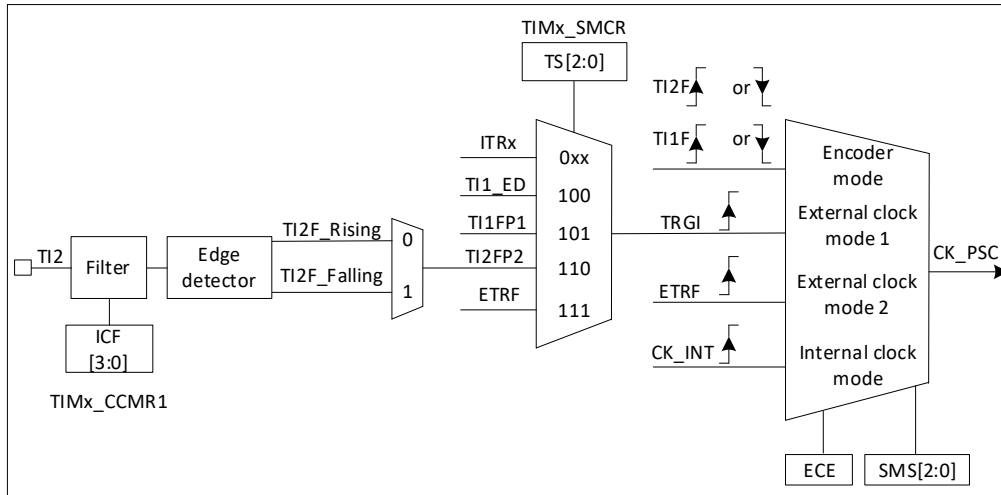 TIMx_SMCR
TS[2:0]
TI2F or
TI1F or
ITRx
0xx
Encoder
mode
TI1_ED
100
TI1FP1
101
TRGI
External clock
mode 1
TI2F_Rising
0
TI2
Filter
Edge
detector
TI2FP2
110
CK_PSC
TI2F_Falling
1
ETRF
111
ETRF
External clock
mode 2
ICF
[3:0]
CK_INT
Internal clock
mode
TIMx_CCMR1
ECE
SMS[2:0]